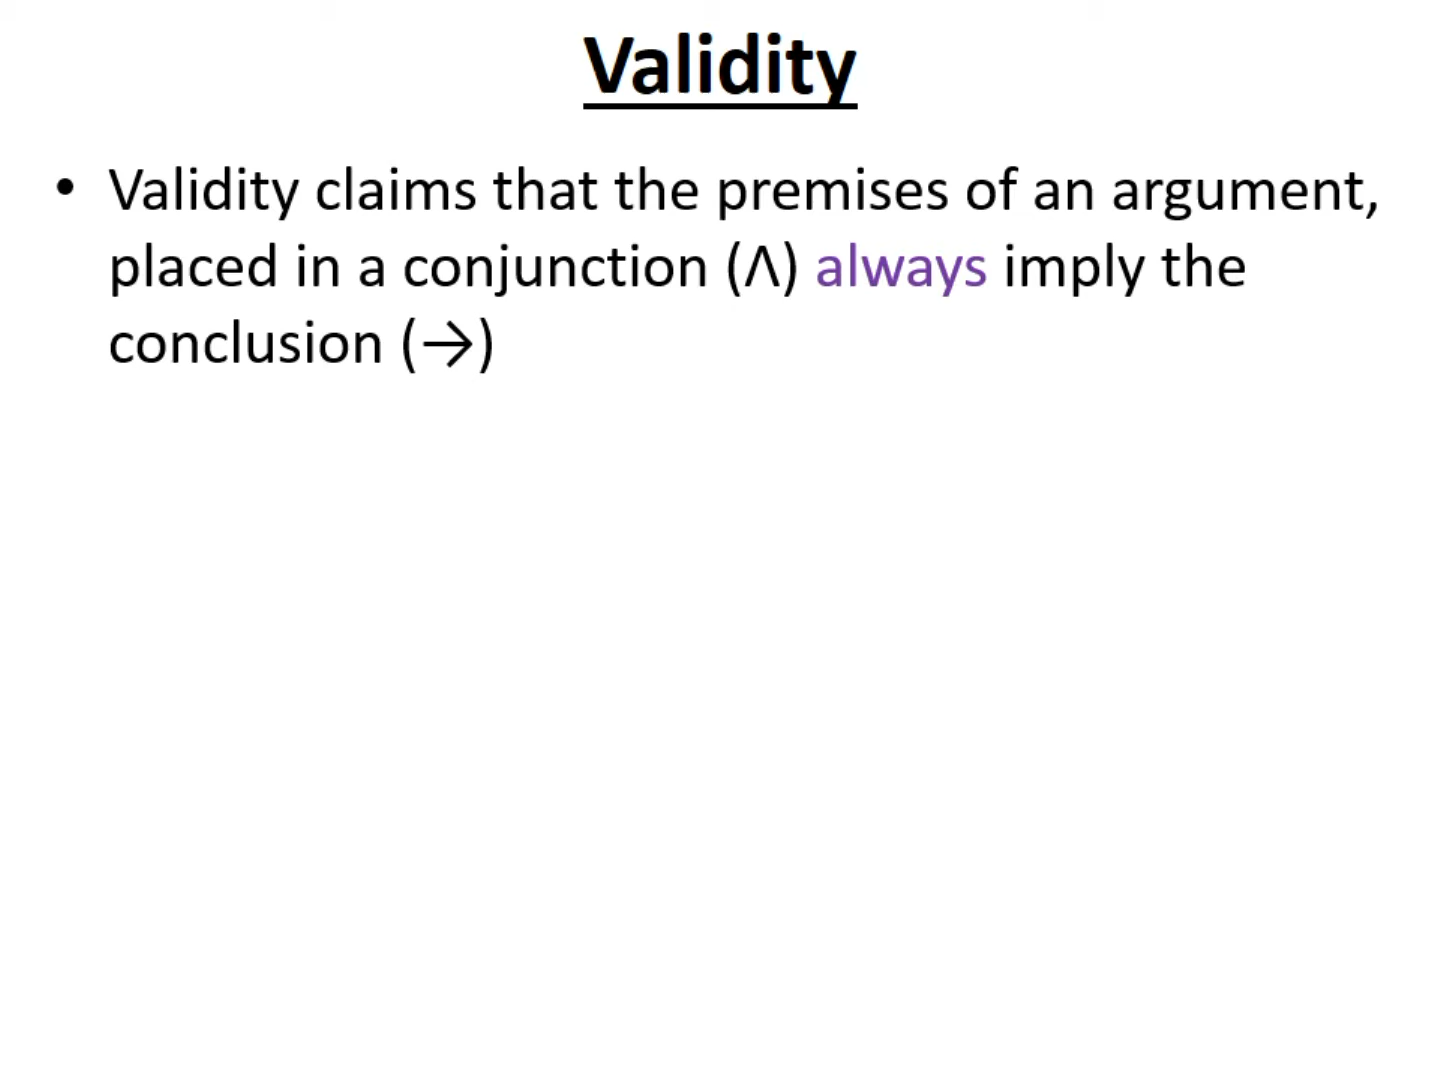 Validity
• Validity claims that the premises of an argument,
placed in a conjunction (Λ) always imply the
conclusion (→)